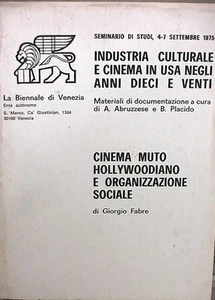 SEMINARIO DI STUDI, 4-7 SETTEMBRE 1975
INDUSTRIA CULTURALE
E CINEMA IN USA NEGLI
ANNI DIECI E VENTI
Materiali di documentazione a cura
di A. Abruzzese e B. Placido
La Biennale di Venezia
Ente autonomo
S. Marco, Ca' Giustinian, 1364
30100 Venezia
CINEMA MUTO
HOLLYWOODIANO
E ORGANIZZAZIONE
SOCIALE
di Giorgio Fabre